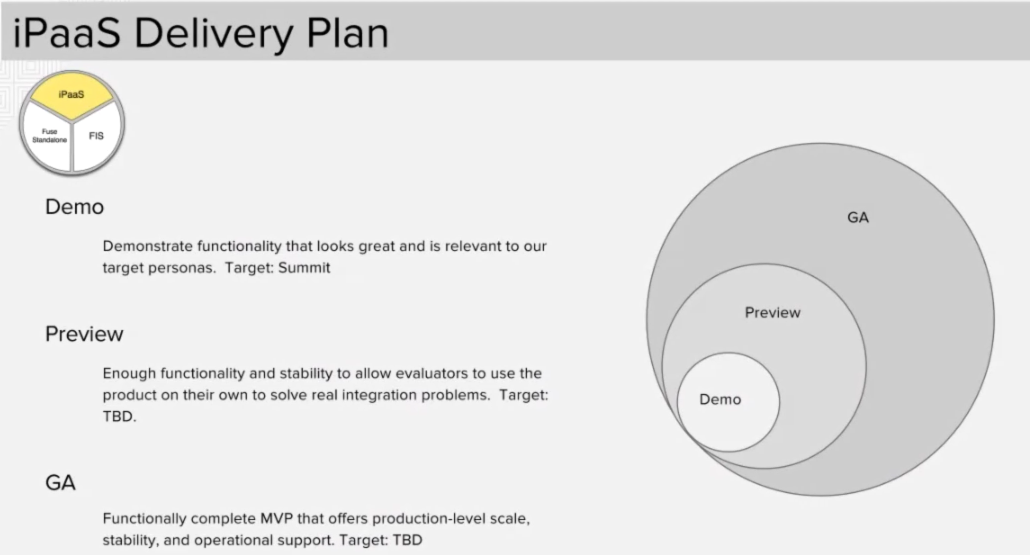 iPaaS Delivery Plan
iPaaS
Fuse
Standalone
FIS
Demo
Demonstrate functionality that looks great and is relevant to our
target personas.  Target: Summit
Preview
Enough functionality and stability to allow evaluators to use the
product on their own to solve real integration problems.  Target:
TBD.
GA
Functionally complete MVP that offers production-level scale,
stability, and operational support. Target: TBD
GA
Preview
Demo